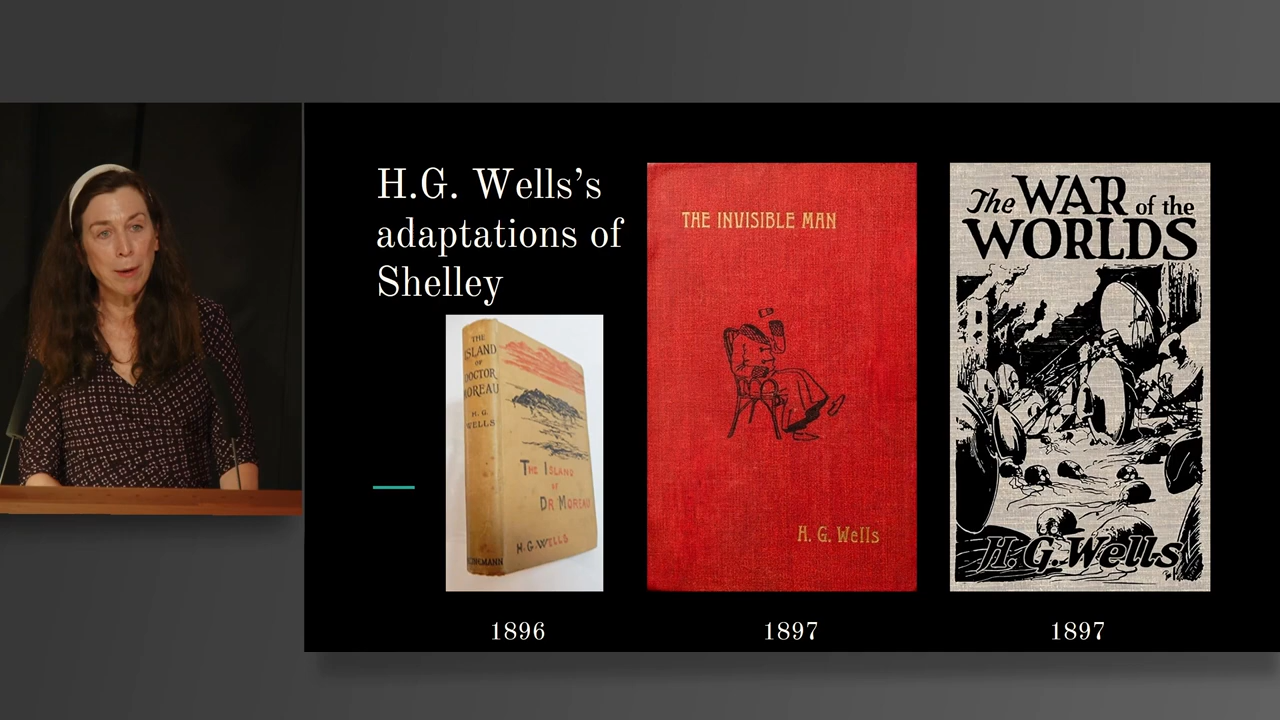 H.G. Wells's
adaptations of
Shelley
THE
ISLAND
OF
DOCTOR
MOREAU
H. G.
WELLS
HEINEMANN
THE ISLAND
OF
DR MOREAU
H. G. WELLS
1896
THE INVISIBLE MAN
H. G. Wells
1897
The WAR of the
WORLDS
H. G. Wells
1897